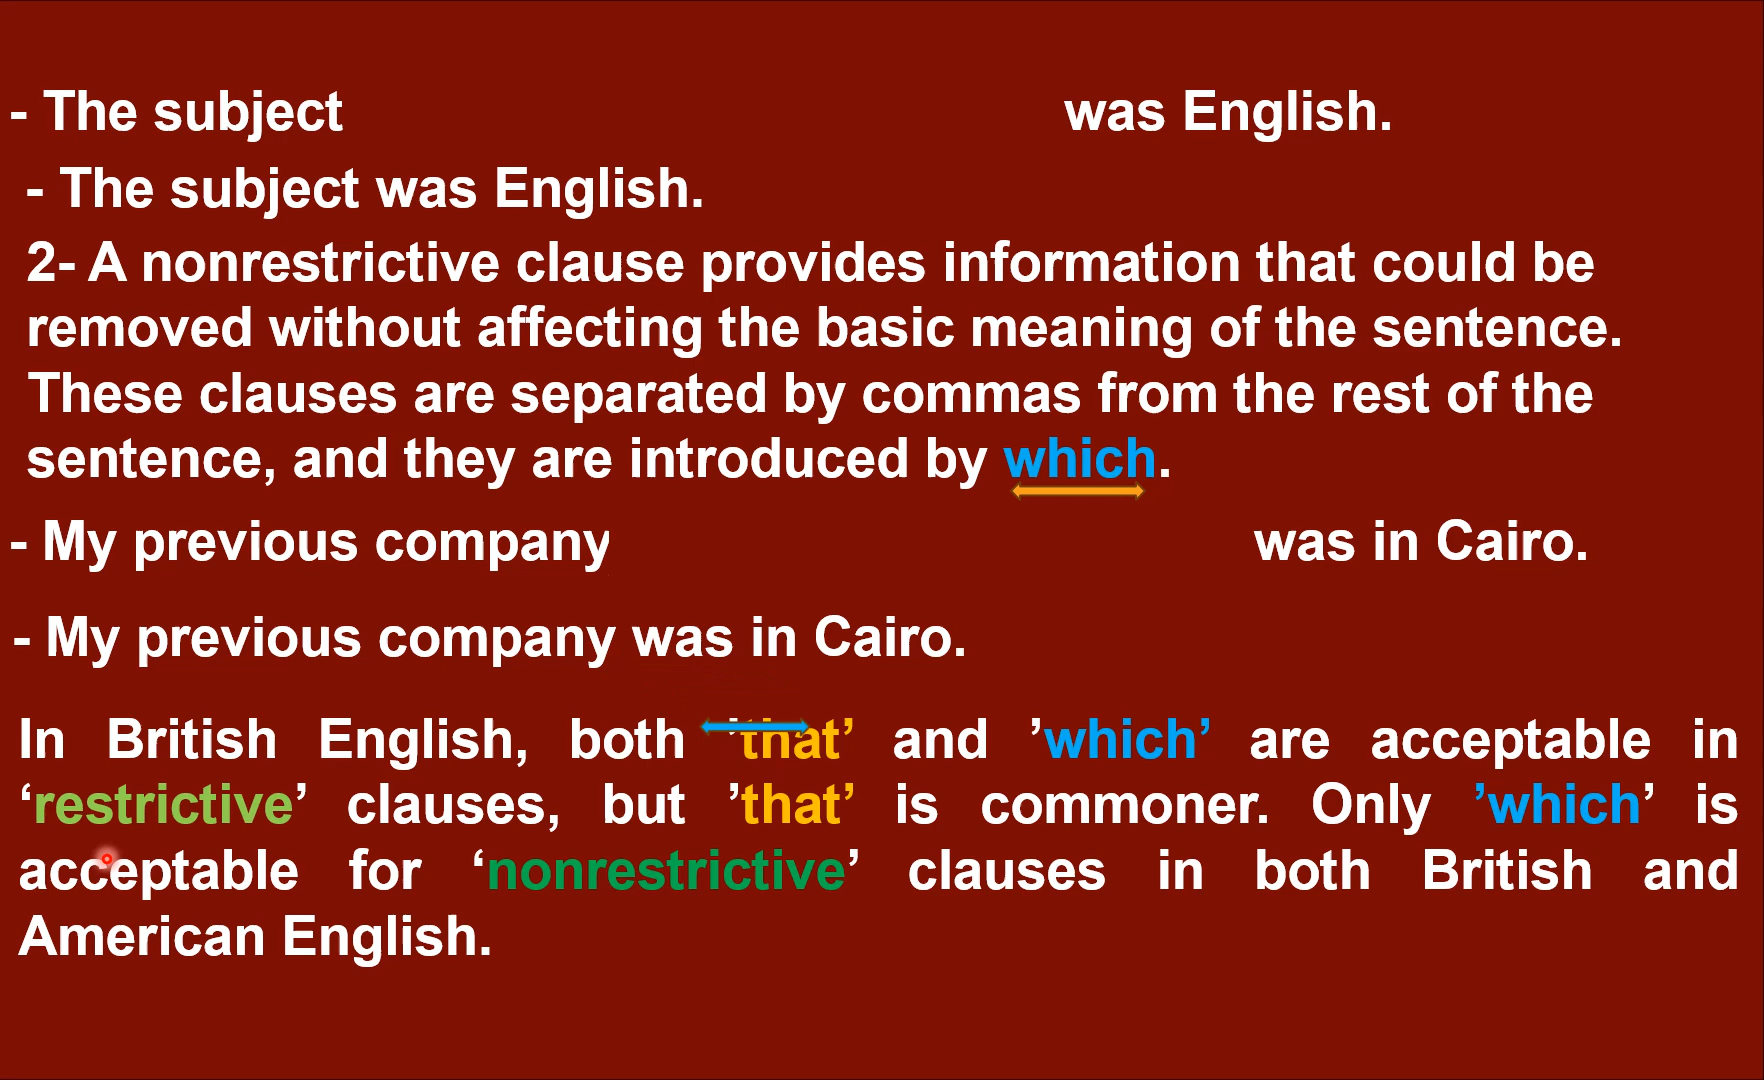 - The subject was English.
- The subject was English.
2- A nonrestrictive clause provides information that could be
removed without affecting the basic meaning of the sentence.
These clauses are separated by commas from the rest of the
sentence, and they are introduced by which.
- My previous company was in Cairo.
- My previous company was in Cairo.
In British English, both ’that’ and ’which’ are acceptable in
‘restrictive’ clauses, but ’that’ is commoner. Only ’which’ is
acceptable for ‘nonrestrictive’ clauses in both British and
American English.